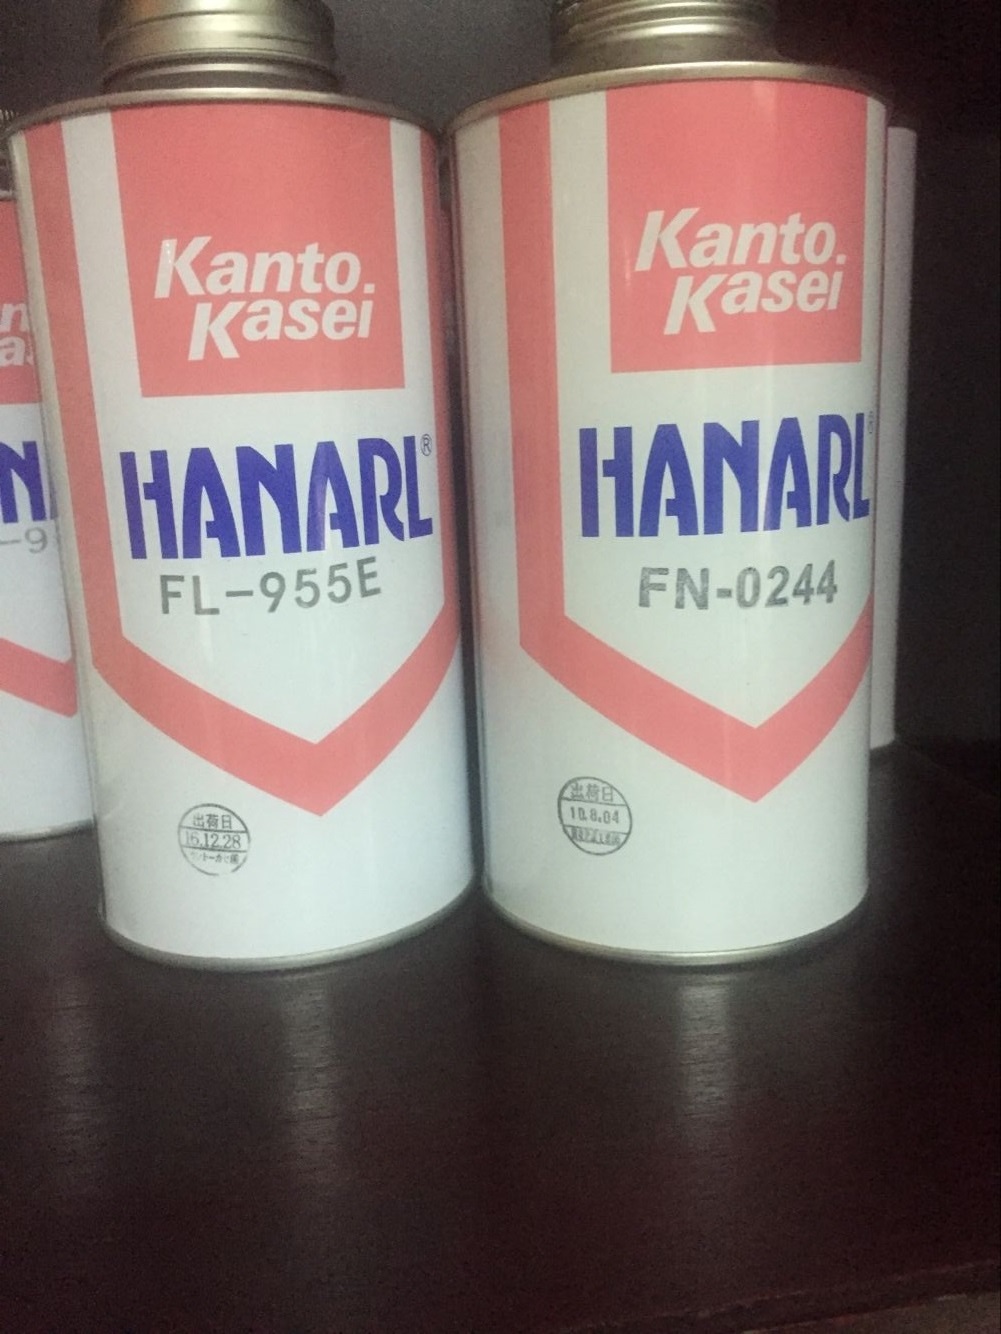 Kanto.
Kasei
HANARL®
FL-955E
出荷日
16.12.28
Kanto.
Kasei
HANARL®
FN-0244
出荷日
10.8.04
N
-9